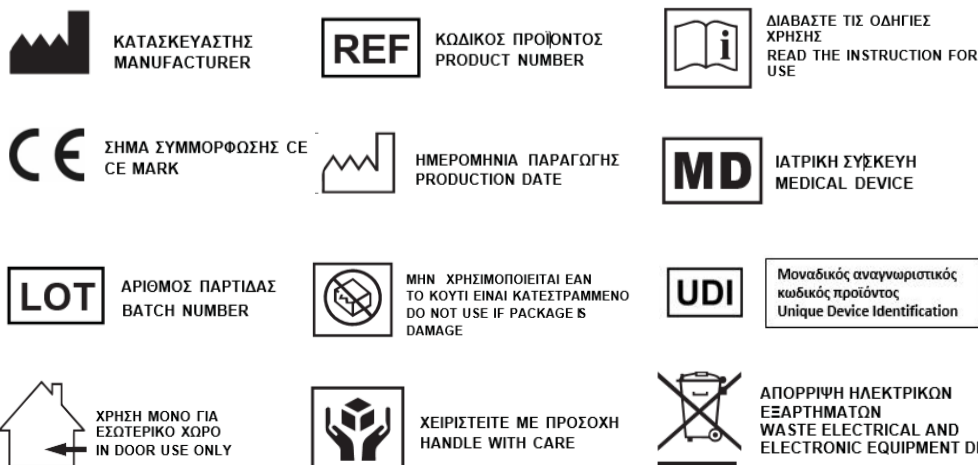 ΚΑΤΑΣΚΕΥΑΣΤΗΣ
MANUFACTURER
REF
ΚΩΔΙΚΟΣ ΠΡΟΪΟΝΤΟΣ
PRODUCT NUMBER
i
ΔΙΑΒΑΣΤΕ ΤΙΣ ΟΔΗΓΙΕΣ
ΧΡΗΣΗΣ
READ THE INSTRUCTION FOR
USE
CE
ΣΗΜΑ ΣΥΜΜΟΡΦΩΣΗΣ CE
CE MARK
ΗΜΕΡΟΜΗΝΙΑ ΠΑΡΑΓΩΓΗΣ
PRODUCTION DATE
MD
ΙΑΤΡΙΚΗ ΣΥΣΚΕΥΗ
MEDICAL DEVICE
LOT
ΑΡΙΘΜΟΣ ΠΑΡΤΙΔΑΣ
BATCH NUMBER
ΜΗΝ ΧΡΗΣΙΜΟΠΟΙΕΙΤΑΙ ΕΑΝ
ΤΟ ΚΟΥΤΙ ΕΙΝΑΙ ΚΑΤΕΣΤΡΑΜΜΕΝΟ
DO NOT USE IF PACKAGE IS
DAMAGE
UDI
Μοναδικός αναγνωριστικός
κωδικός προϊόντος
Unique Device Identification
ΧΡΗΣΗ ΜΟΝΟ ΓΙΑ
ΕΣΩΤΕΡΙΚΟ ΧΩΡΟ
IN DOOR USE ONLY
ΧΕΙΡΙΣΤΕΙΤΕ ΜΕ ΠΡΟΣΟΧΗ
HANDLE WITH CARE
ΑΠΟΡΡΙΨΗ ΗΛΕΚΤΡΙΚΩΝ
ΕΞΑΡΤΗΜΑΤΩΝ
WASTE ELECTRICAL AND
ELECTRONIC EQUIPMENT